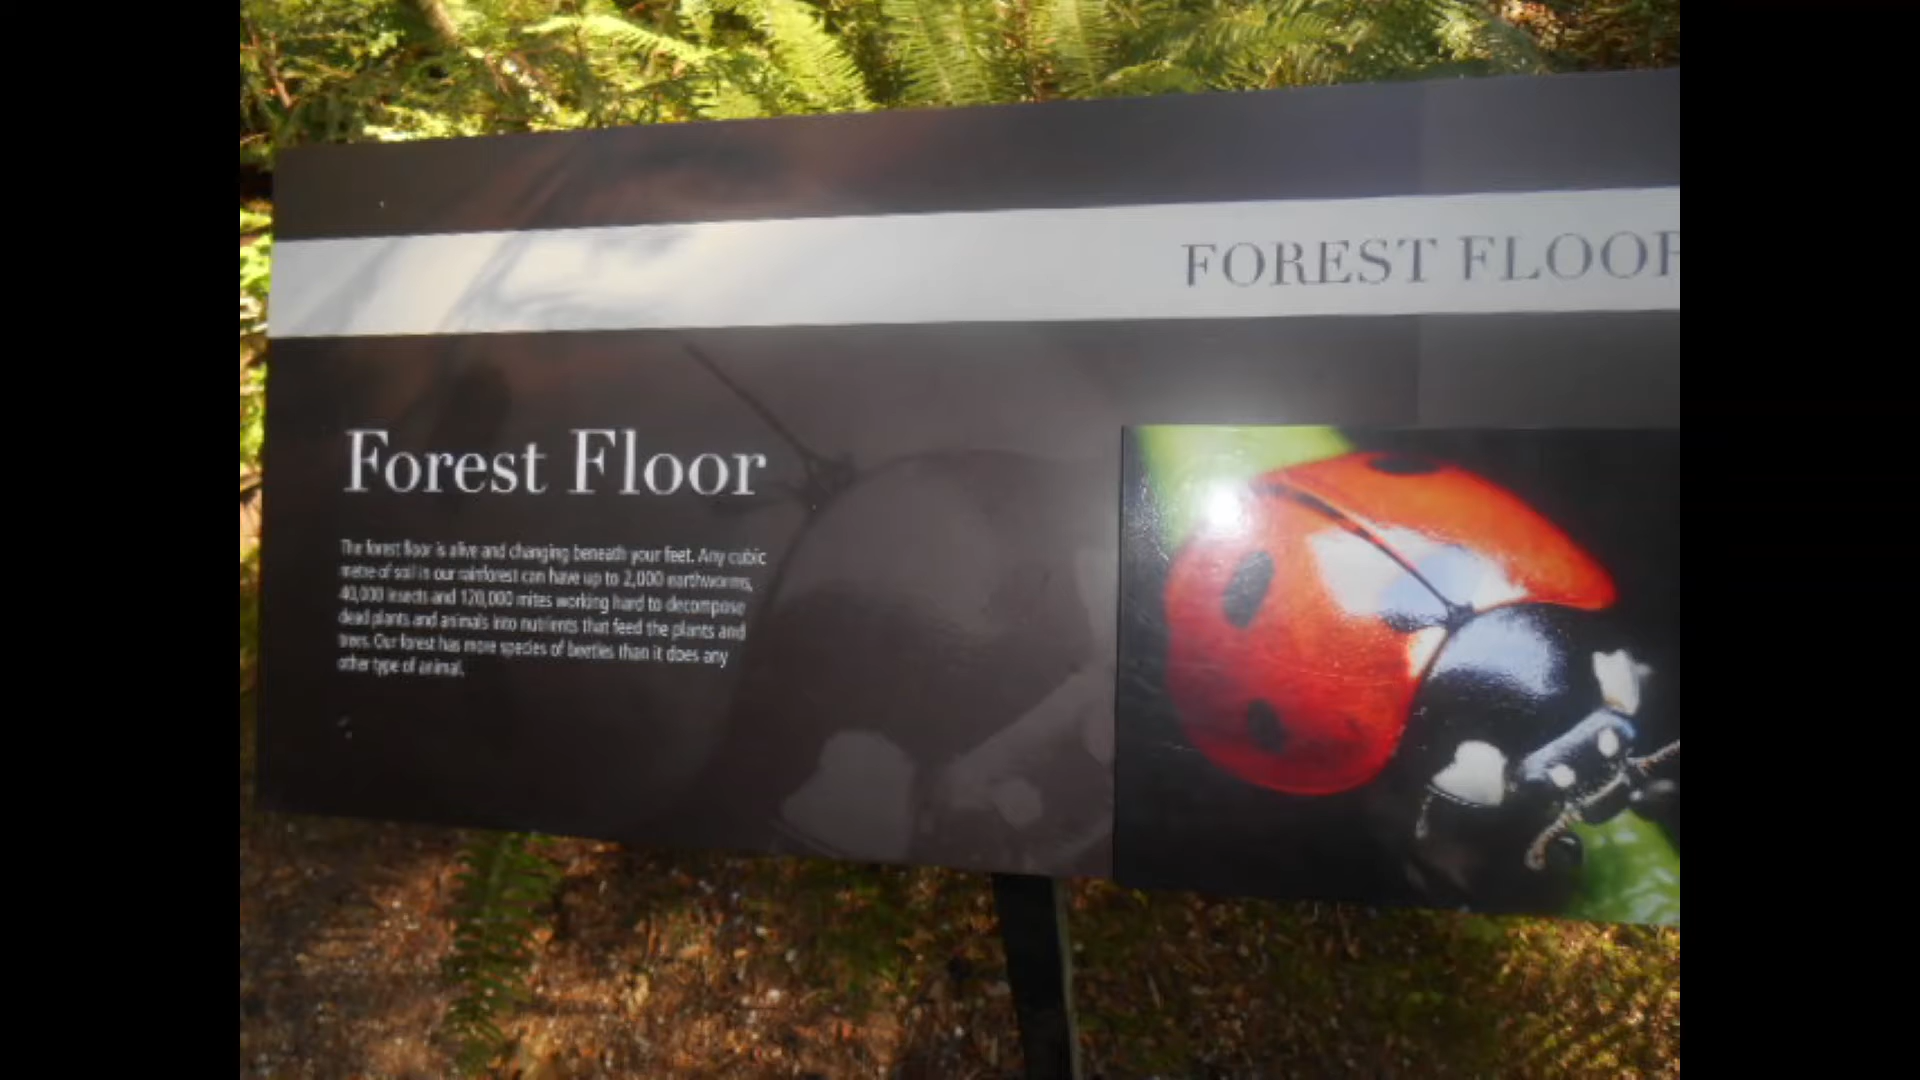 FOREST FLOOR
Forest Floor
The forest floor is alive and changing beneath your feet. Any cubic
metre of soil in our rainforest can have up to 2,000 earthworms,
40,000 insects and 120,000 mites working hard to decompose
dead plants and animals into nutrients that feed the plants and
trees. Our forest has more species of beetles than it does any
other type of animal.